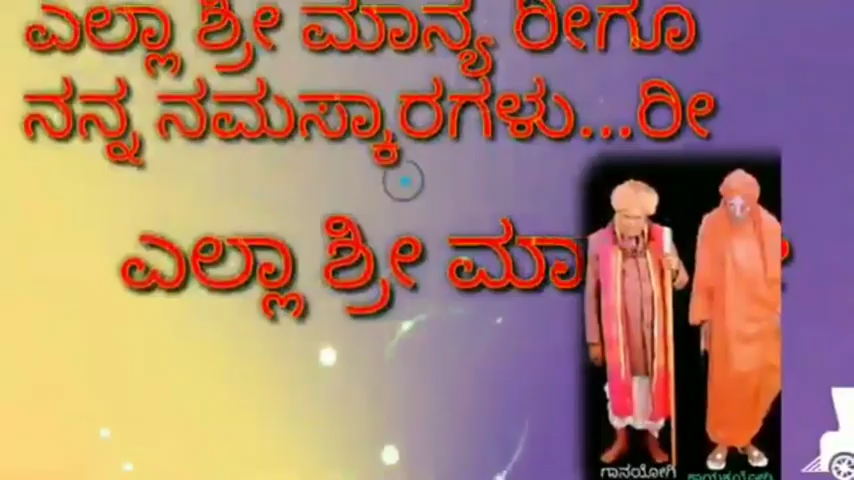 ಎಲ್ಲಾ ಶ್ರೀ ಮಾನ್ಯ ರೀಗೂ
ನನ್ನ ನಮಸ್ಕಾರಗಳು...ರೀ
ಎಲ್ಲಾ ಶ್ರೀ
ಗಾನಯೋಗಿ